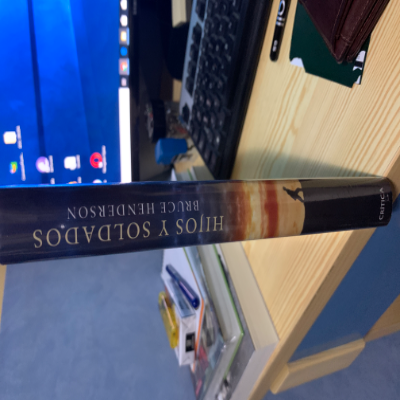 HIJOS Y SOLDADOS
BRUCE HENDERSON
CRÍTICA